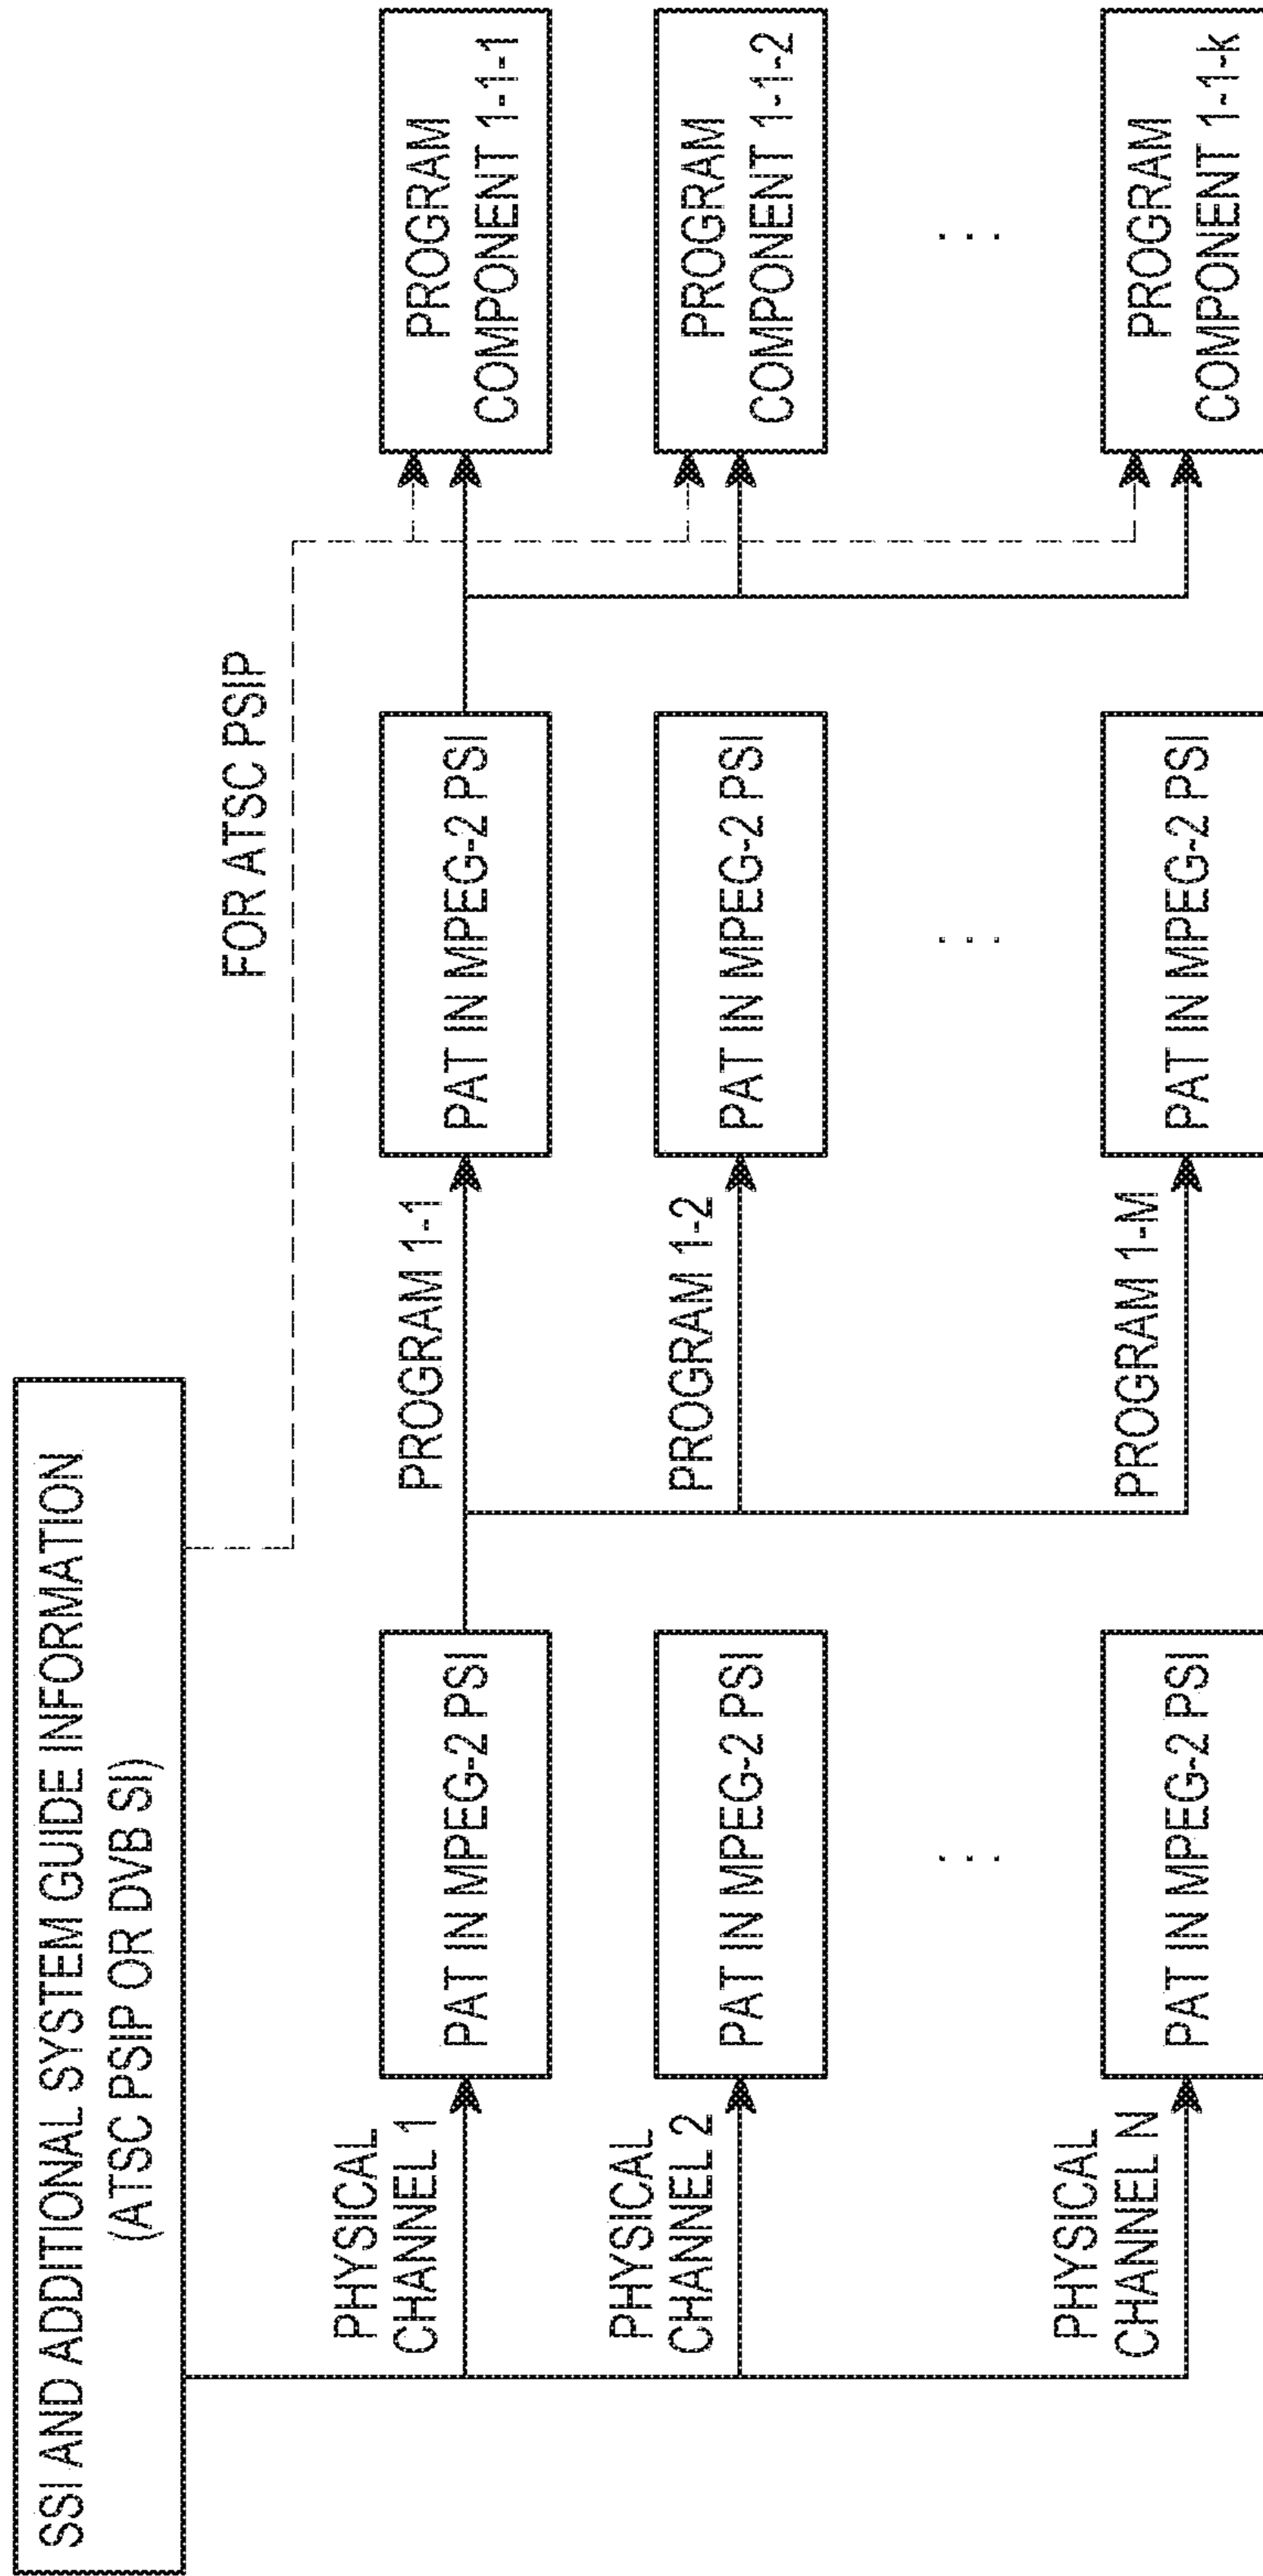 SSI AND ADDITIONAL SYSTEM GUIDE INFORMATION
(ATSC PSIP OR DVB SI)
FOR ATSC PSIP
PHYSICAL
CHANNEL 1
PAT IN MPEG-2 PSI
PROGRAM 1-1
PAT IN MPEG-2 PSI
PROGRAM
COMPONENT 1-1-1
PHYSICAL
CHANNEL 2
PAT IN MPEG-2 PSI
PROGRAM 1-2
PAT IN MPEG-2 PSI
PROGRAM
COMPONENT 1-1-2
. . .
. . .
. . .
PHYSICAL
CHANNEL N
PAT IN MPEG-2 PSI
PROGRAM 1-M
PAT IN MPEG-2 PSI
PROGRAM
COMPONENT 1-1-k